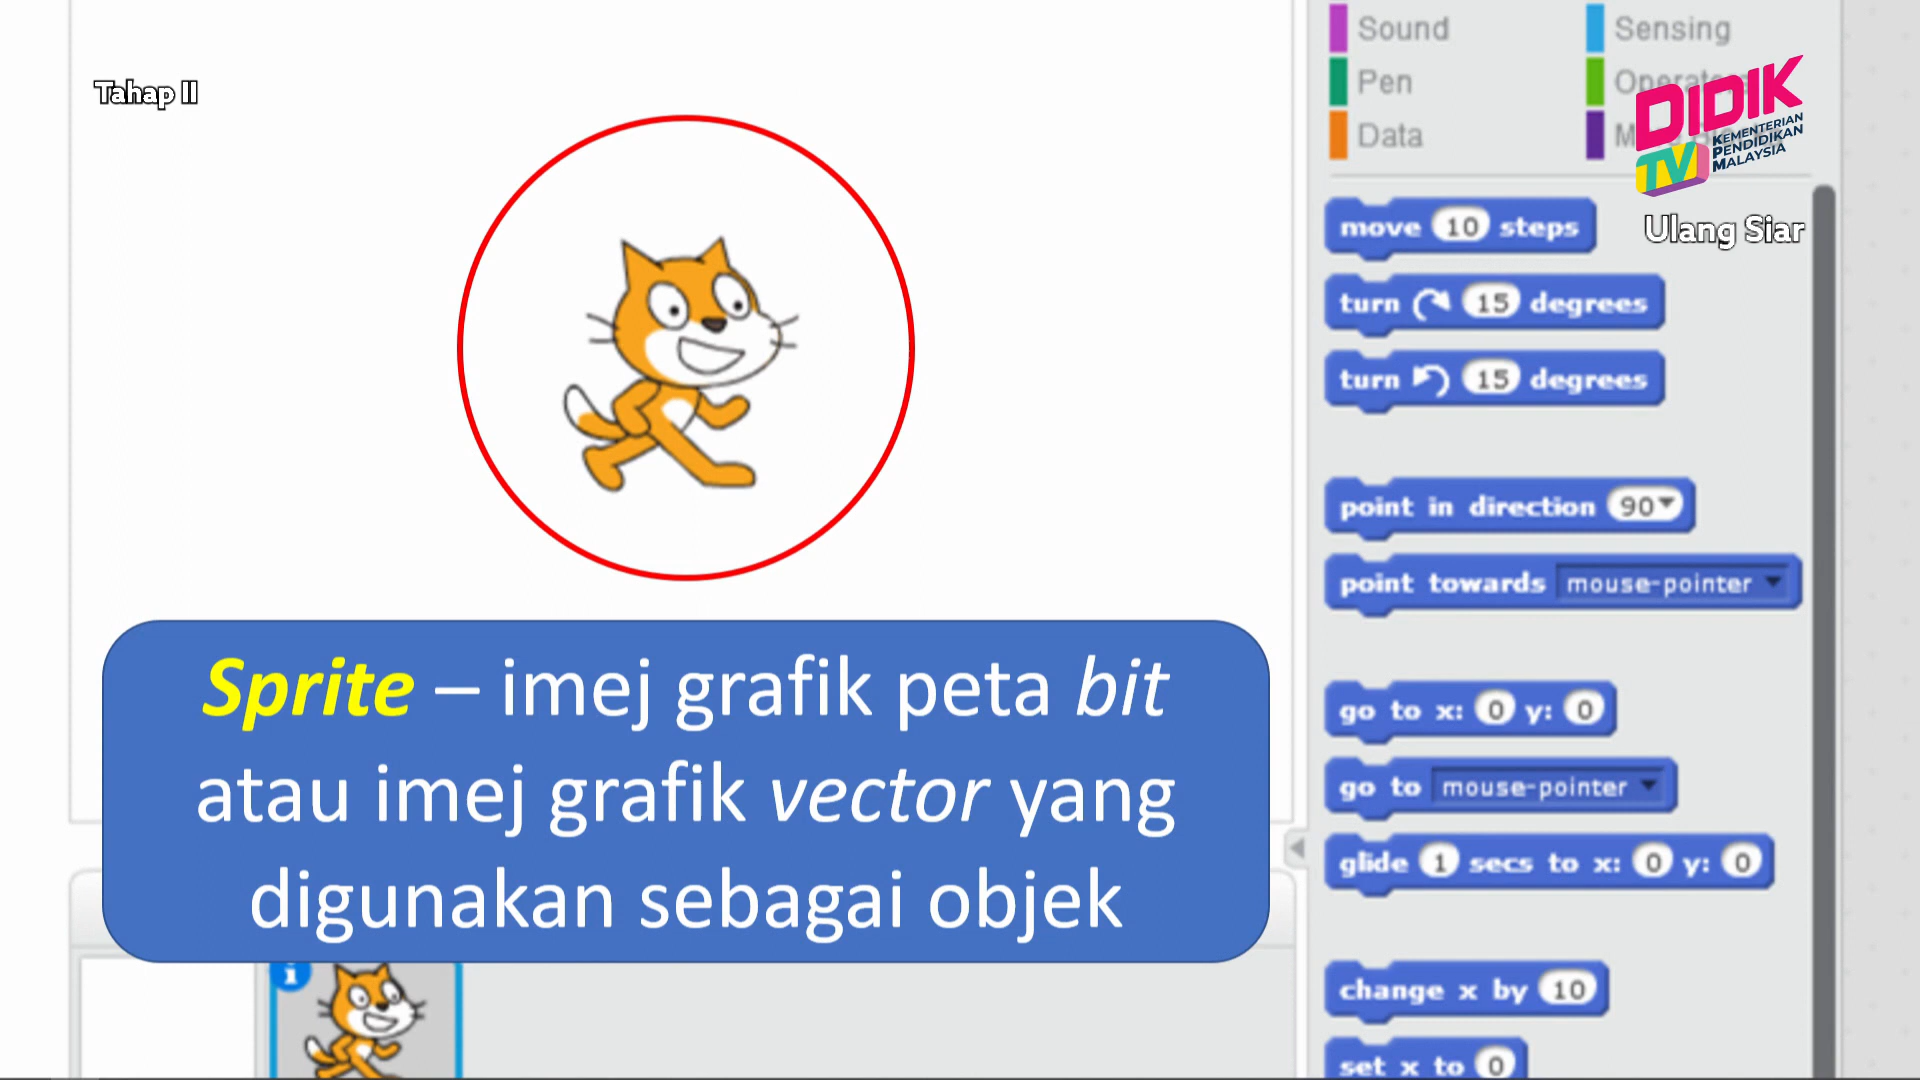 Tahap II
Sound
Sensing
Pen
Data
DIDIK
TV
KEMENTERIAN
PENDIDIKAN
MALAYSIA
Ulang Siar
move 10 steps
turn 15 degrees
turn 15 degrees
point in direction 90
point towards mouse-pointer
go to x: 0 y: 0
go to mouse-pointer
glide 1 secs to x: 0 y: 0
change x by 10
set x to 0
Sprite – imej grafik peta bit
atau imej grafik vector yang
digunakan sebagai objek